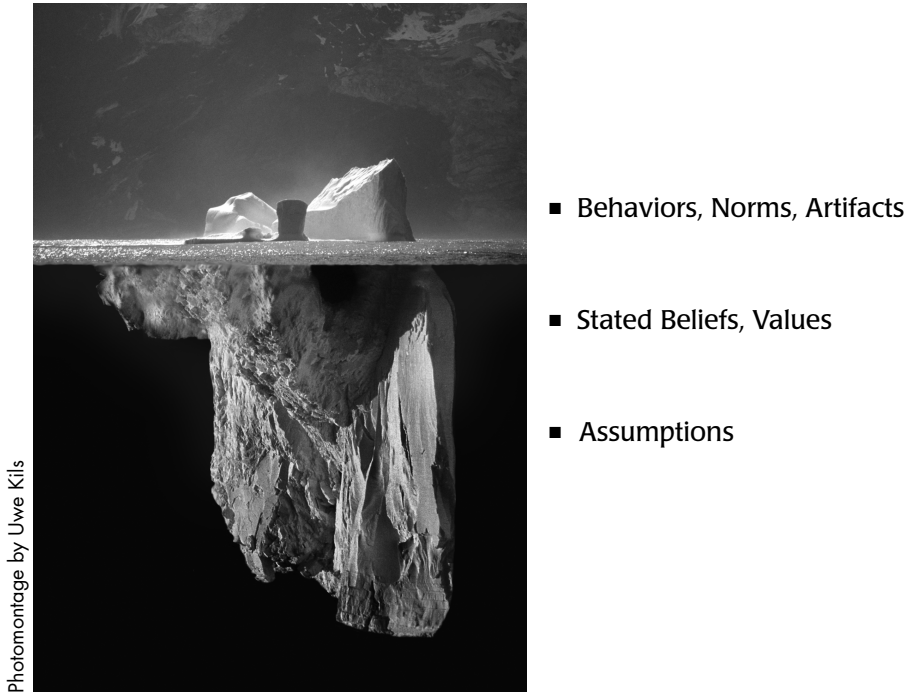 Behaviors, Norms, Artifacts
Stated Beliefs, Values
Assumptions
Photomontage by Uwe Kils